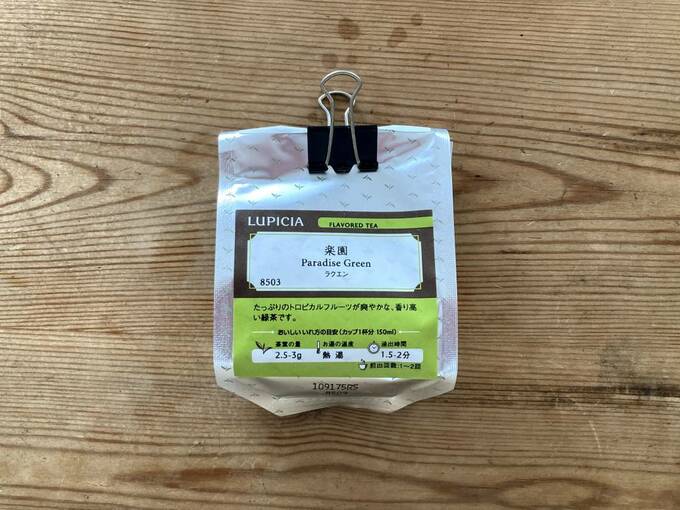 LUPICIA FLAVORED TEA
楽園
Paradise Green
ラクエン
8503
たっぷりのトロピカルフルーツが爽やかな、香り高
い緑茶です。
おいしいいれ方の目安(カップ1杯分 150ml)
茶葉の量 お湯の温度 抽出時間
2.5-3g 熱湯 1.5-2分
抽出回数:1〜2回
109175RS
8503